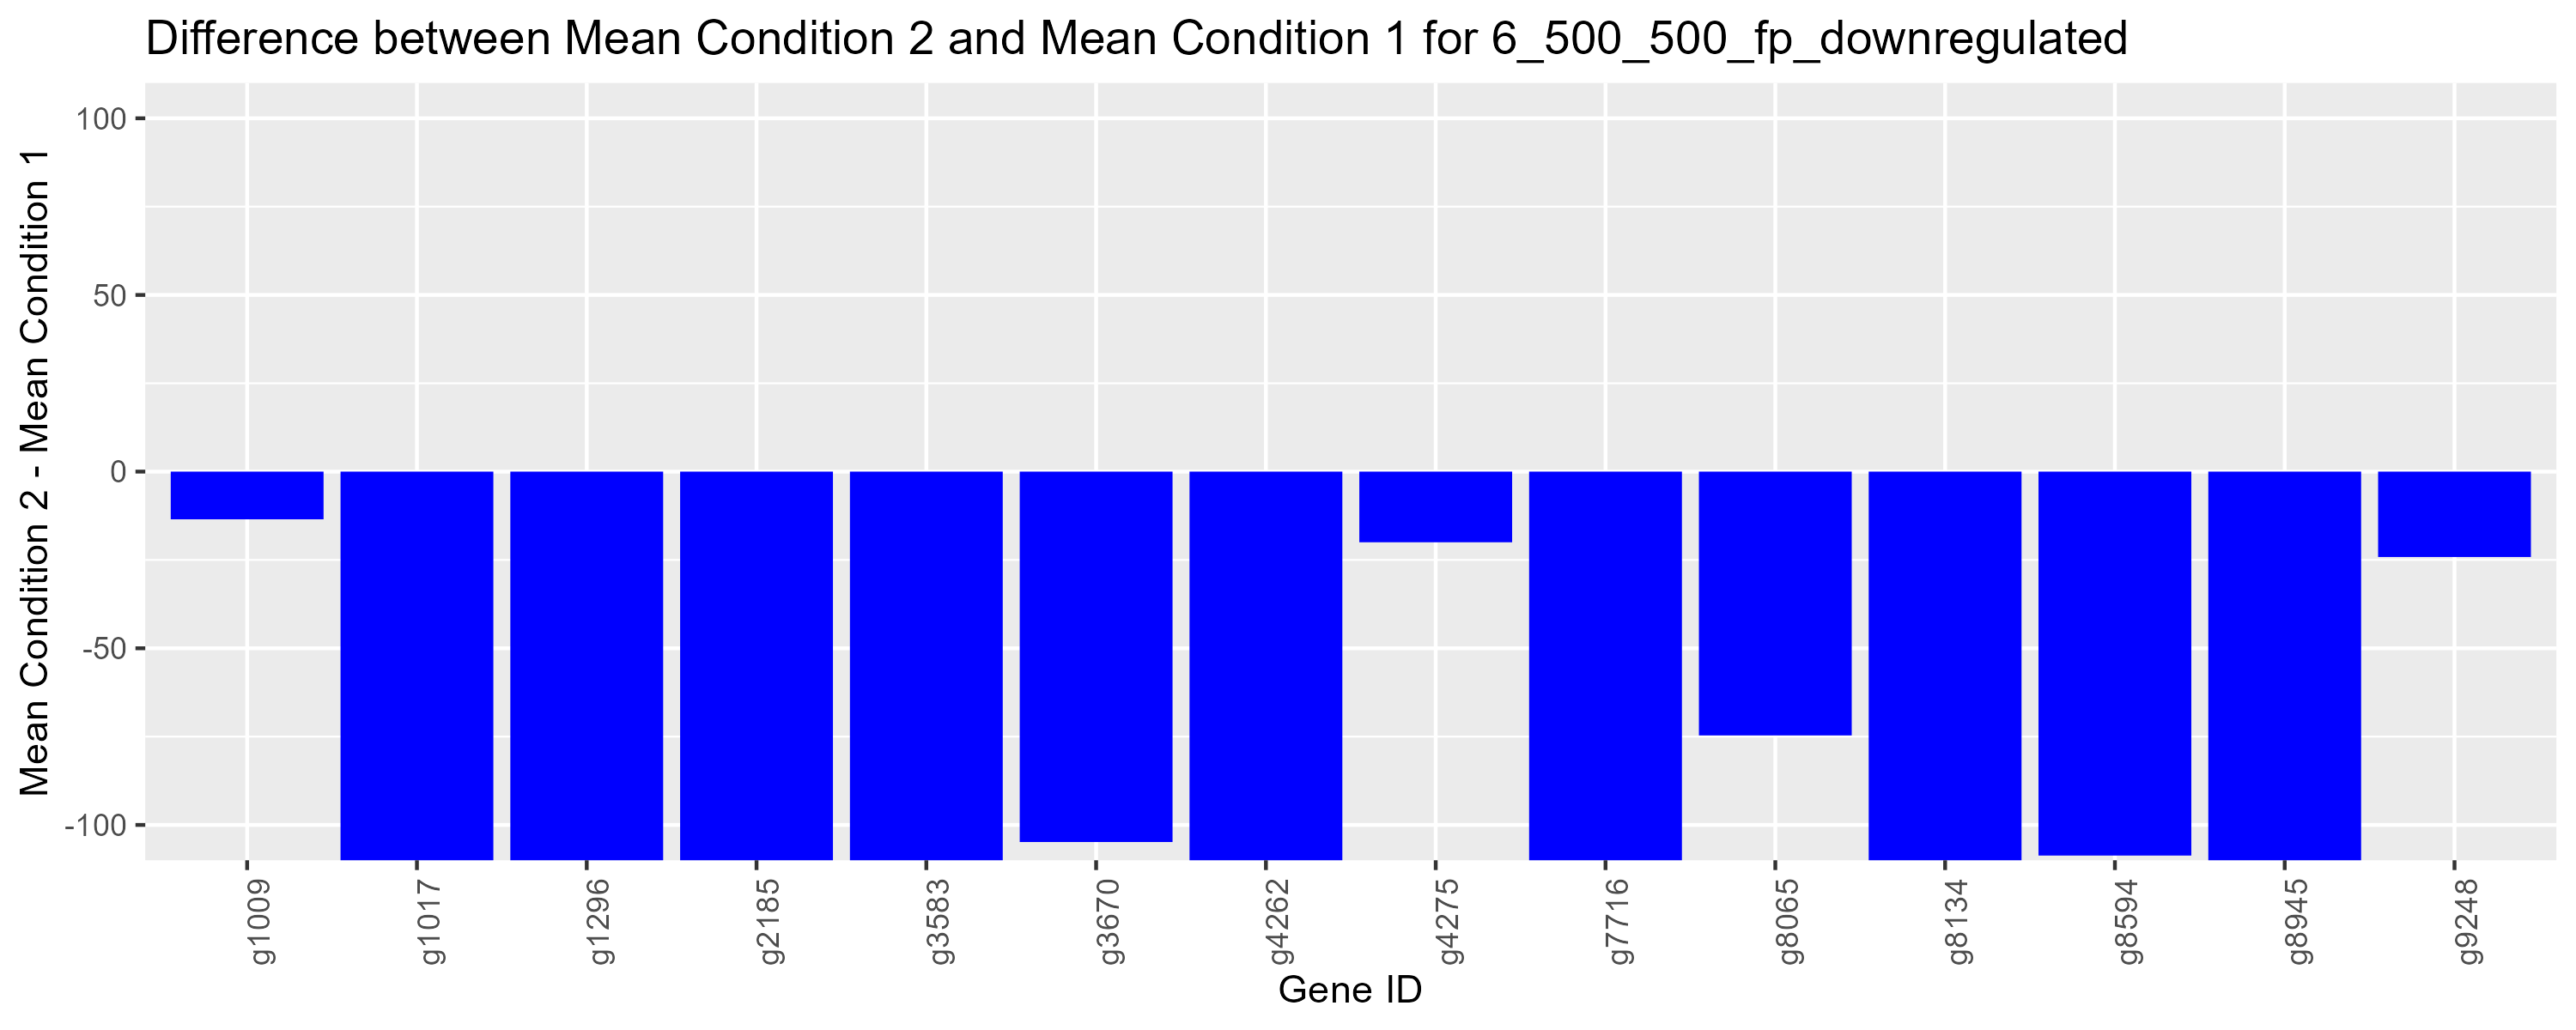 Difference between Mean Condition 2 and Mean Condition 1 for 6_500_500_fp_downregulated
Mean Condition 2 - Mean Condition 1
100
50
0
-50
-100
g1009
g1017
g1296
g2185
g3583
g3670
g4262
g4275
g7716
g8065
g8134
g8594
g8945
g9248
Gene ID